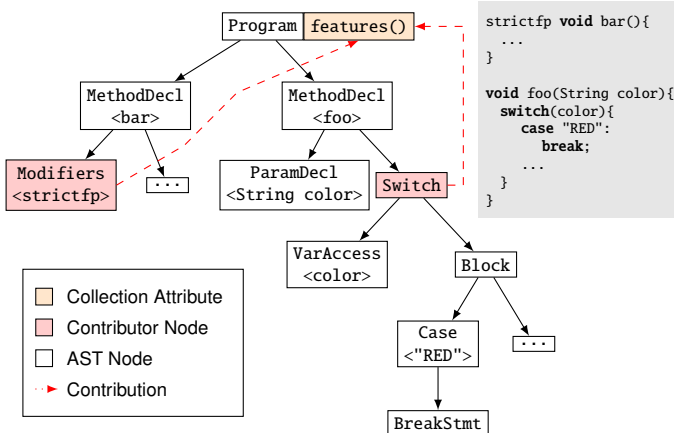 Program features()
strictfp void bar(){
...
}
void foo(String color){
switch(color){
case "RED":
break;
...
}
}
MethodDecl
<bar>
MethodDecl
<foo>
Modifiers
<strictfp>
...
ParamDecl
<String color>
Switch
VarAccess
<color>
Block
Case
<"RED">
...
BreakStmt
Collection Attribute
Contributor Node
AST Node
Contribution